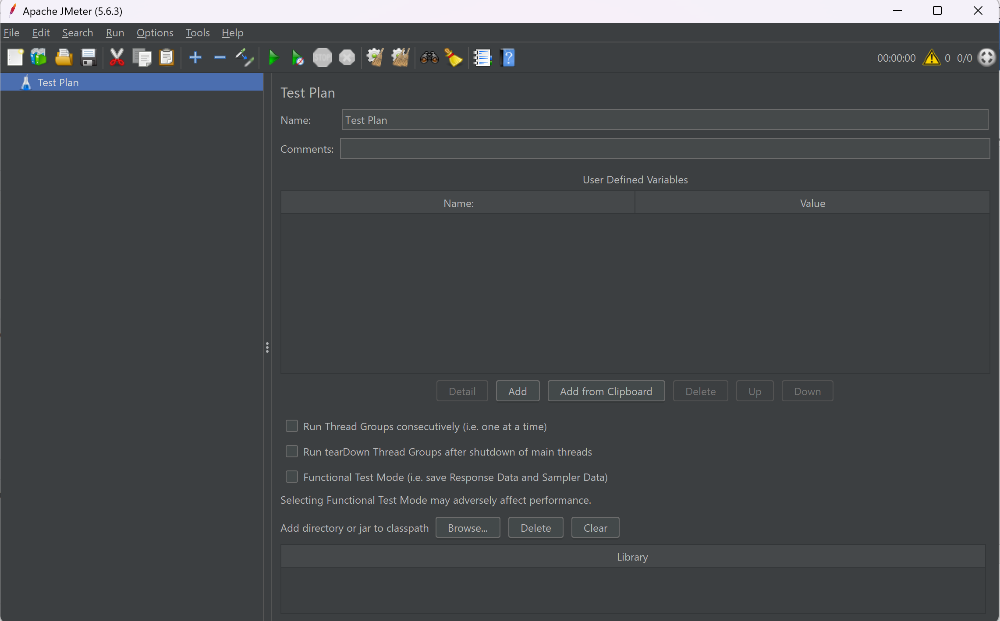 Apache JMeter (5.6.3)
File Edit Search Run Options Tools Help
STOP
00:00:00 0 0/0
Test Plan
Test Plan
Name: Test Plan
Comments:
User Defined Variables
Name: Value
Detail Add Add from Clipboard Delete Up Down
Run Thread Groups consecutively (i.e. one at a time)
Run tearDown Thread Groups after shutdown of main threads
Functional Test Mode (i.e. save Response Data and Sampler Data)
Selecting Functional Test Mode may adversely affect performance.
Add directory or jar to classpath Browse... Delete Clear
Library